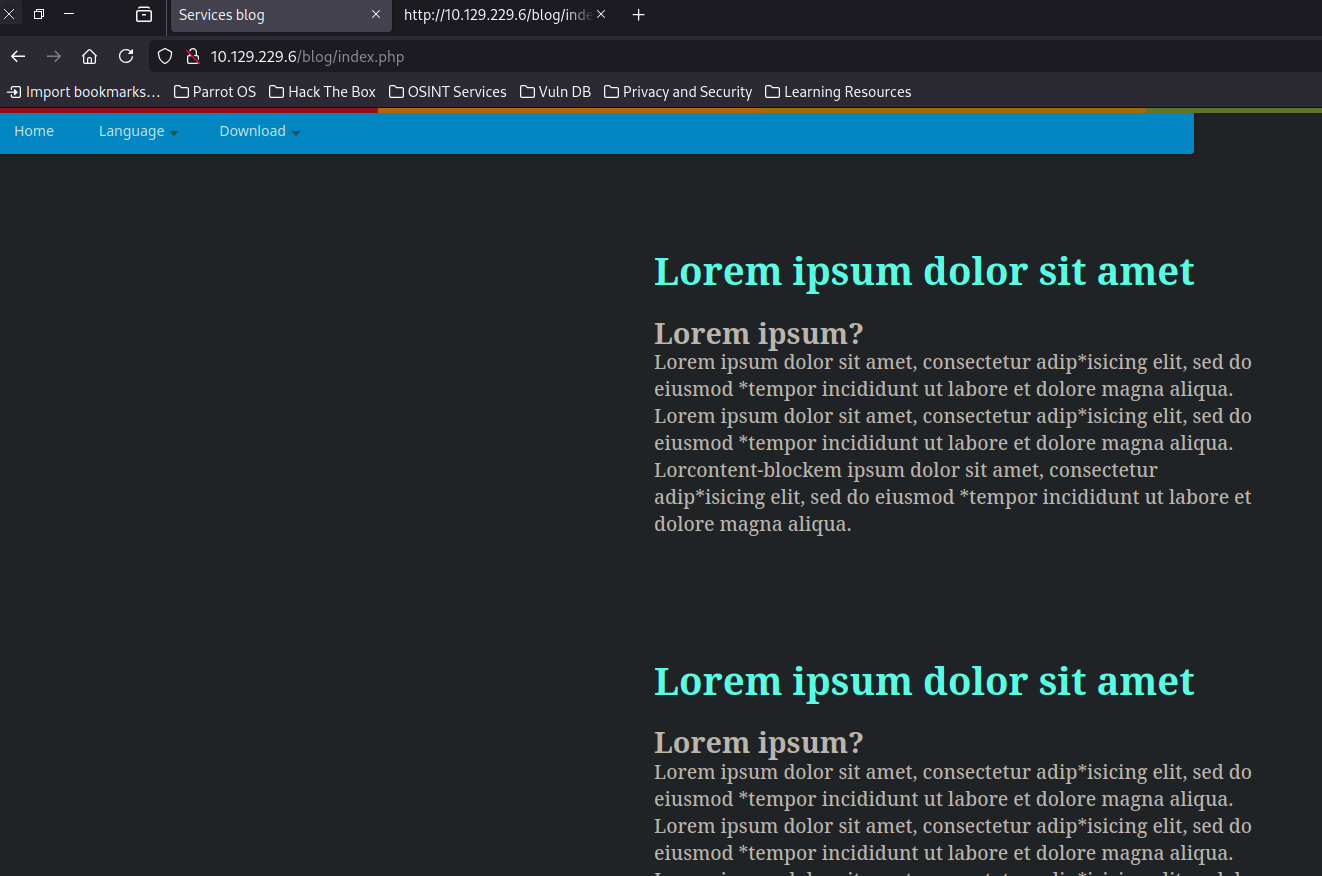 Services blog
http://10.129.229.6/blog/inde
10.129.229.6/blog/index.php
Import bookmarks...
Parrot OS
Hack The Box
OSINT Services
Vuln DB
Privacy and Security
Learning Resources
Home
Language
Download
Lorem ipsum dolor sit amet
Lorem ipsum?
Lorem ipsum dolor sit amet, consectetur adip*isicing elit, sed do
eiusmod *tempor incididunt ut labore et dolore magna aliqua.
Lorem ipsum dolor sit amet, consectetur adip*isicing elit, sed do
eiusmod *tempor incididunt ut labore et dolore magna aliqua.
Lorcontent-blockem ipsum dolor sit amet, consectetur
adip*isicing elit, sed do eiusmod *tempor incididunt ut labore et
dolore magna aliqua.
Lorem ipsum dolor sit amet
Lorem ipsum?
Lorem ipsum dolor sit amet, consectetur adip*isicing elit, sed do
eiusmod *tempor incididunt ut labore et dolore magna aliqua.
Lorem ipsum dolor sit amet, consectetur adip*isicing elit, sed do
eiusmod *tempor incididunt ut labore et dolore magna aliqua.